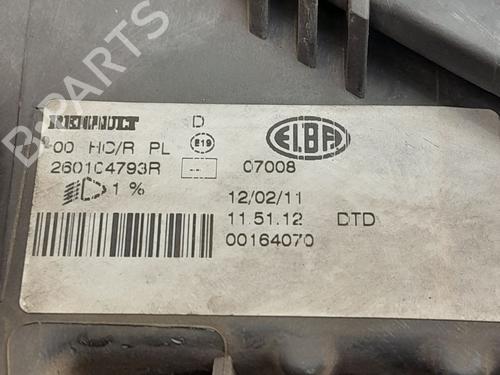 B-PARTS
RENAULT D
00 HC/R PL E19 ELBA
260104793R --- 07008
1 % 12/02/11
11.51.12 DTD
00164070